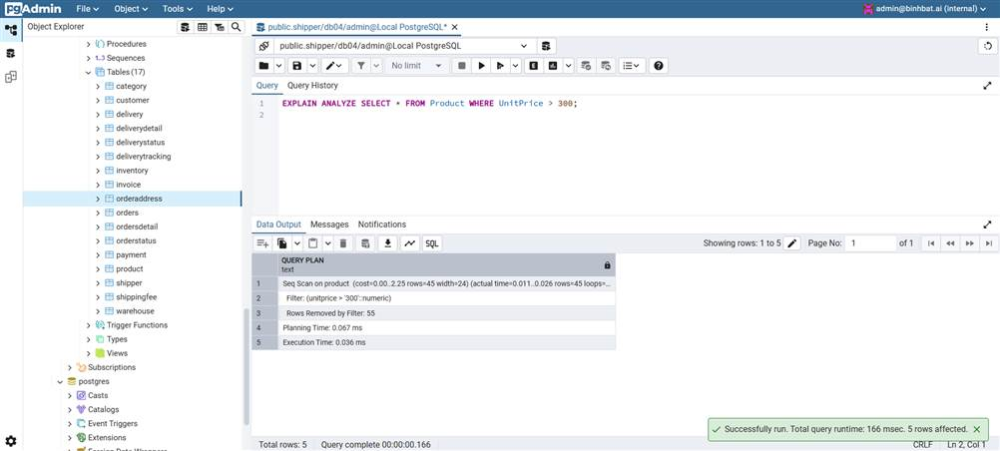 pgAdmin File Object Tools Help admin@binhbat.ai (internal)
Object Explorer
public.shipper/db04/admin@Local PostgreSQL*
public.shipper/db04/admin@Local PostgreSQL
No limit
Query Query History
1 EXPLAIN ANALYZE SELECT * FROM Product WHERE UnitPrice > 300;
2
Procedures
Sequences
Tables (17)
category
customer
delivery
deliverydetail
deliverystatus
deliverytracking
inventory
invoice
orderaddress
orders
ordersdetail
orderstatus
payment
product
shipper
shippingfee
warehouse
Trigger Functions
Types
Views
Subscriptions
postgres
Casts
Catalogs
Event Triggers
Extensions
Foreign Data Wrappers
Data Output Messages Notifications
SQL
Showing rows: 1 to 5 Page No: 1 of 1
QUERY PLAN
text
1 Seq Scan on product (cost=0.00..2.25 rows=45 width=24) (actual time=0.011..0.026 rows=45 loops=...
2 Filter: (unitprice > '300'::numeric)
3 Rows Removed by Filter: 55
4 Planning Time: 0.067 ms
5 Execution Time: 0.036 ms
Successfully run. Total query runtime: 166 msec. 5 rows affected.
Total rows: 5 Query complete 00:00:00.166 CRLF Ln 2, Col 1